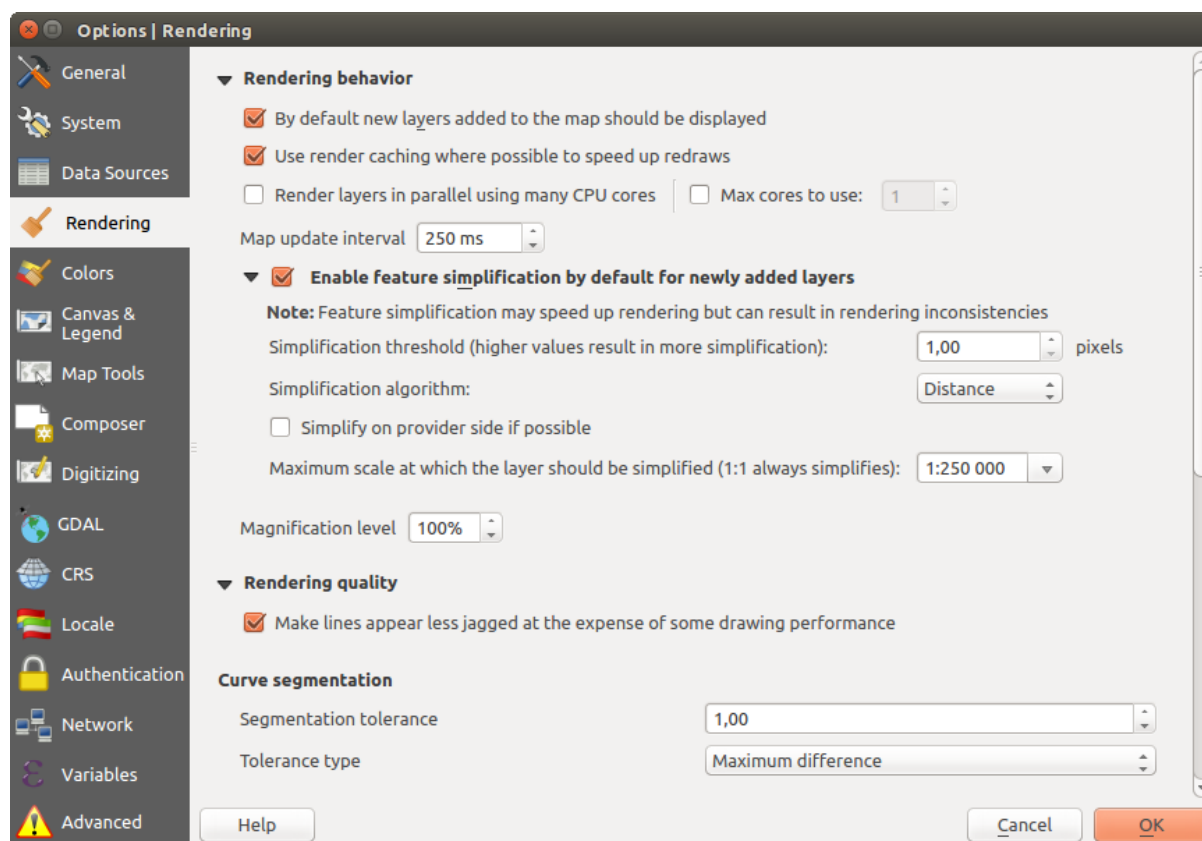 Options | Rendering
General
System
Data Sources
Rendering
Colors
Canvas &
Legend
Map Tools
Composer
Digitizing
GDAL
CRS
Locale
Authentication
Network
Variables
Advanced
Rendering behavior
By default new layers added to the map should be displayed
Use render caching where possible to speed up redraws
Render layers in parallel using many CPU cores Max cores to use: 1
Map update interval 250 ms
Enable feature simplification by default for newly added layers
Note: Feature simplification may speed up rendering but can result in rendering inconsistencies
Simplification threshold (higher values result in more simplification): 1,00 pixels
Simplification algorithm: Distance
Simplify on provider side if possible
Maximum scale at which the layer should be simplified (1:1 always simplifies): 1:250 000
Magnification level 100%
Rendering quality
Make lines appear less jagged at the expense of some drawing performance
Curve segmentation
Segmentation tolerance 1,00
Tolerance type Maximum difference
Help Cancel OK